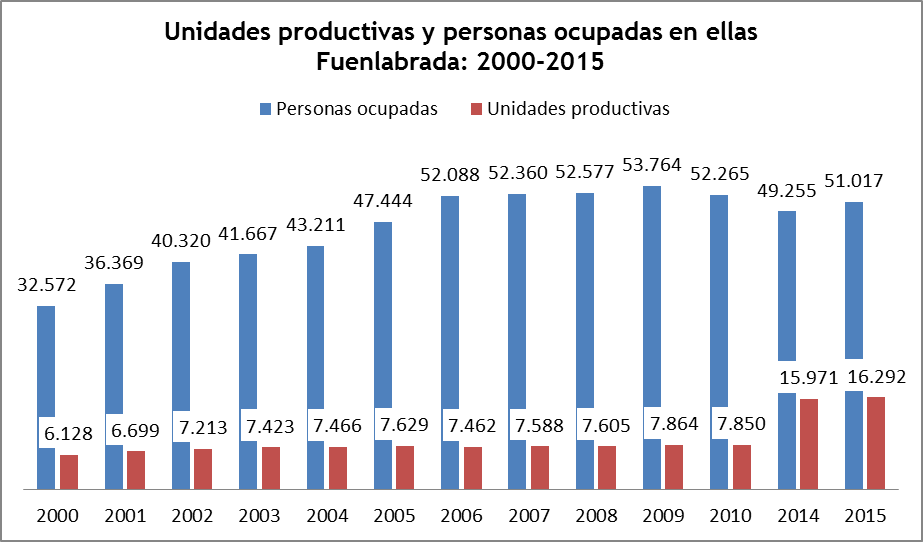 Unidades productivas y personas ocupadas en ellas
Fuenlabrada: 2000-2015
Personas ocupadas Unidades productivas
32.572 36.369 40.320 41.667 43.211 47.444 52.088 52.360 52.577 53.764 52.265 49.255 51.017
6.128 6.699 7.213 7.423 7.466 7.629 7.462 7.588 7.605 7.864 7.850 15.971 16.292
2000 2001 2002 2003 2004 2005 2006 2007 2008 2009 2010 2014 2015